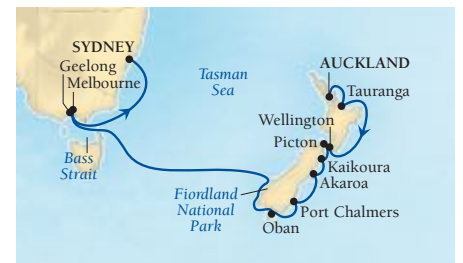 SYDNEY
Geelong
Melbourne
Tasman
Sea
AUCKLAND
Tauranga
Wellington
Picton
Kaikoura
Akaroa
Bass
Strait
Fiordland
National
Park
Port Chalmers
Oban